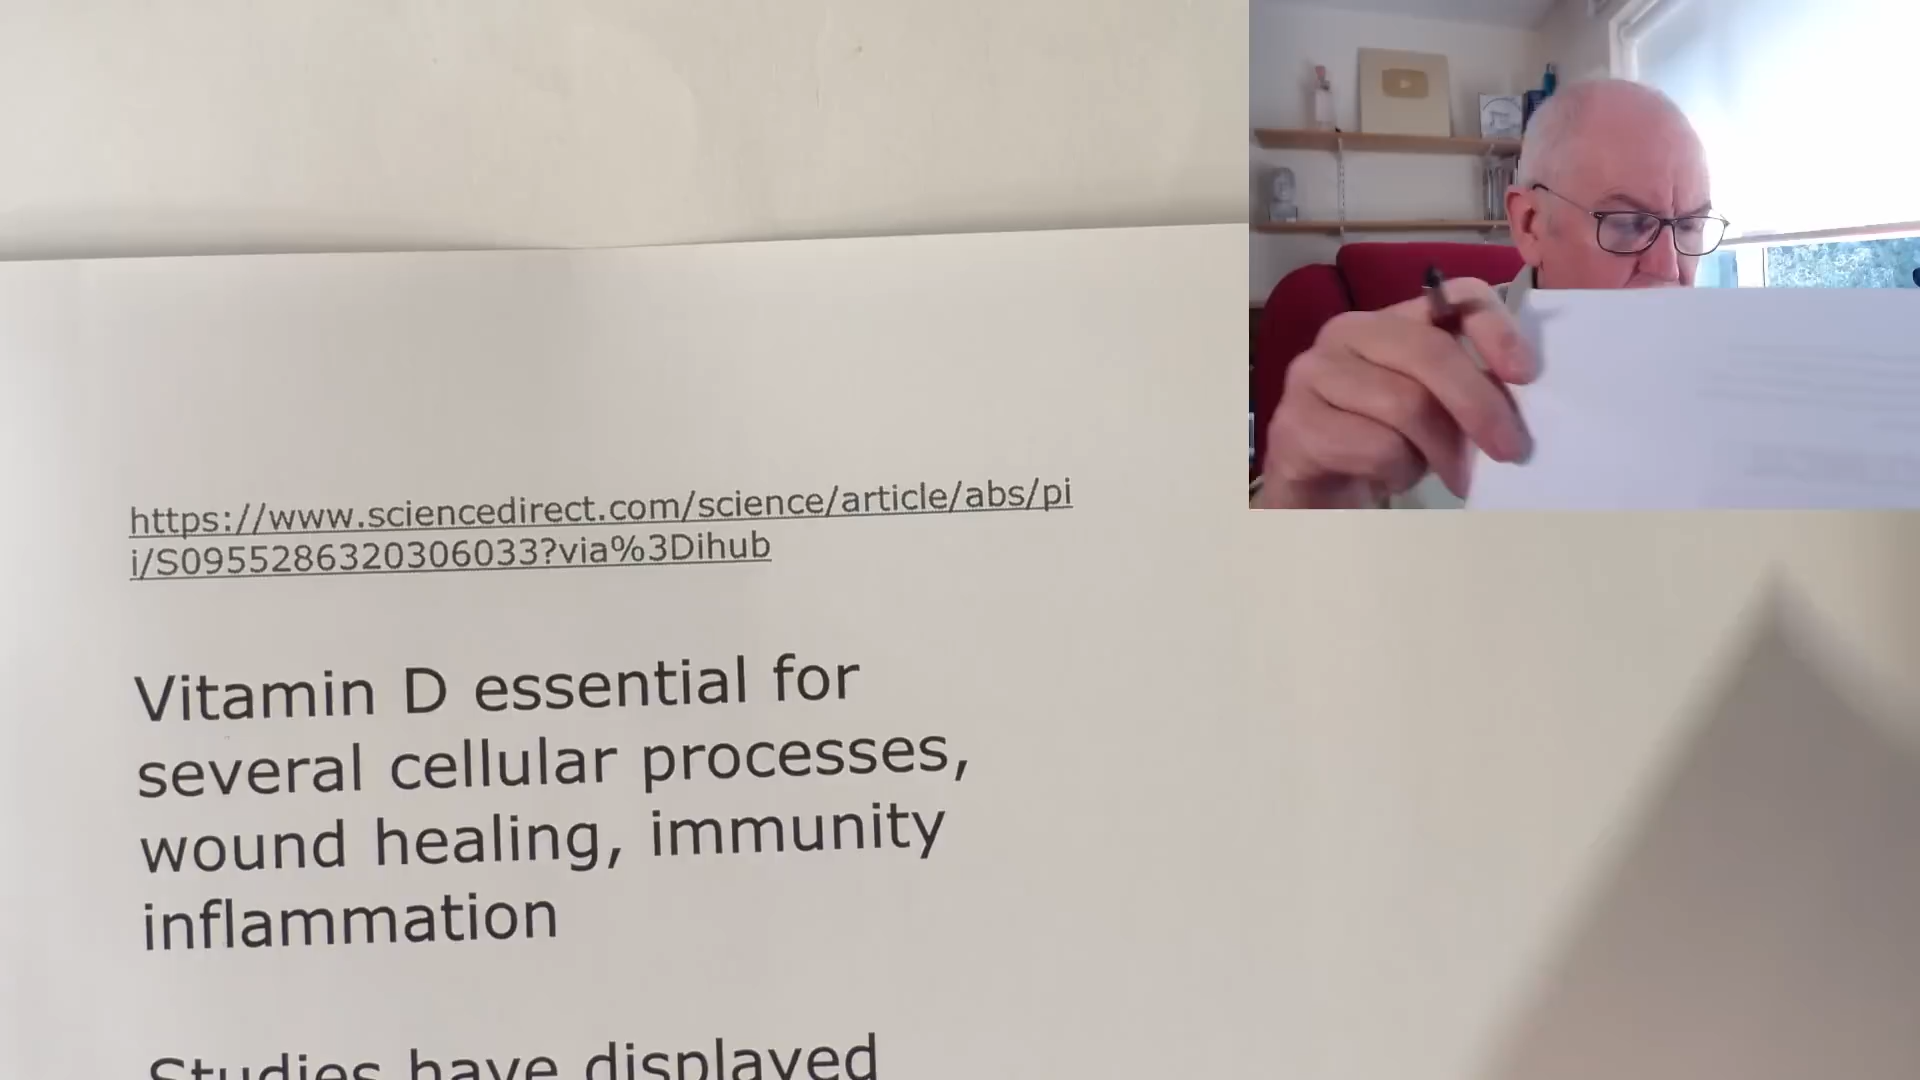 https://www.sciencedirect.com/science/article/abs/pi
i/S0955286320306033?via%3Dihub
Vitamin D essential for
several cellular processes,
wound healing, immunity
inflammation
Studies have displayed